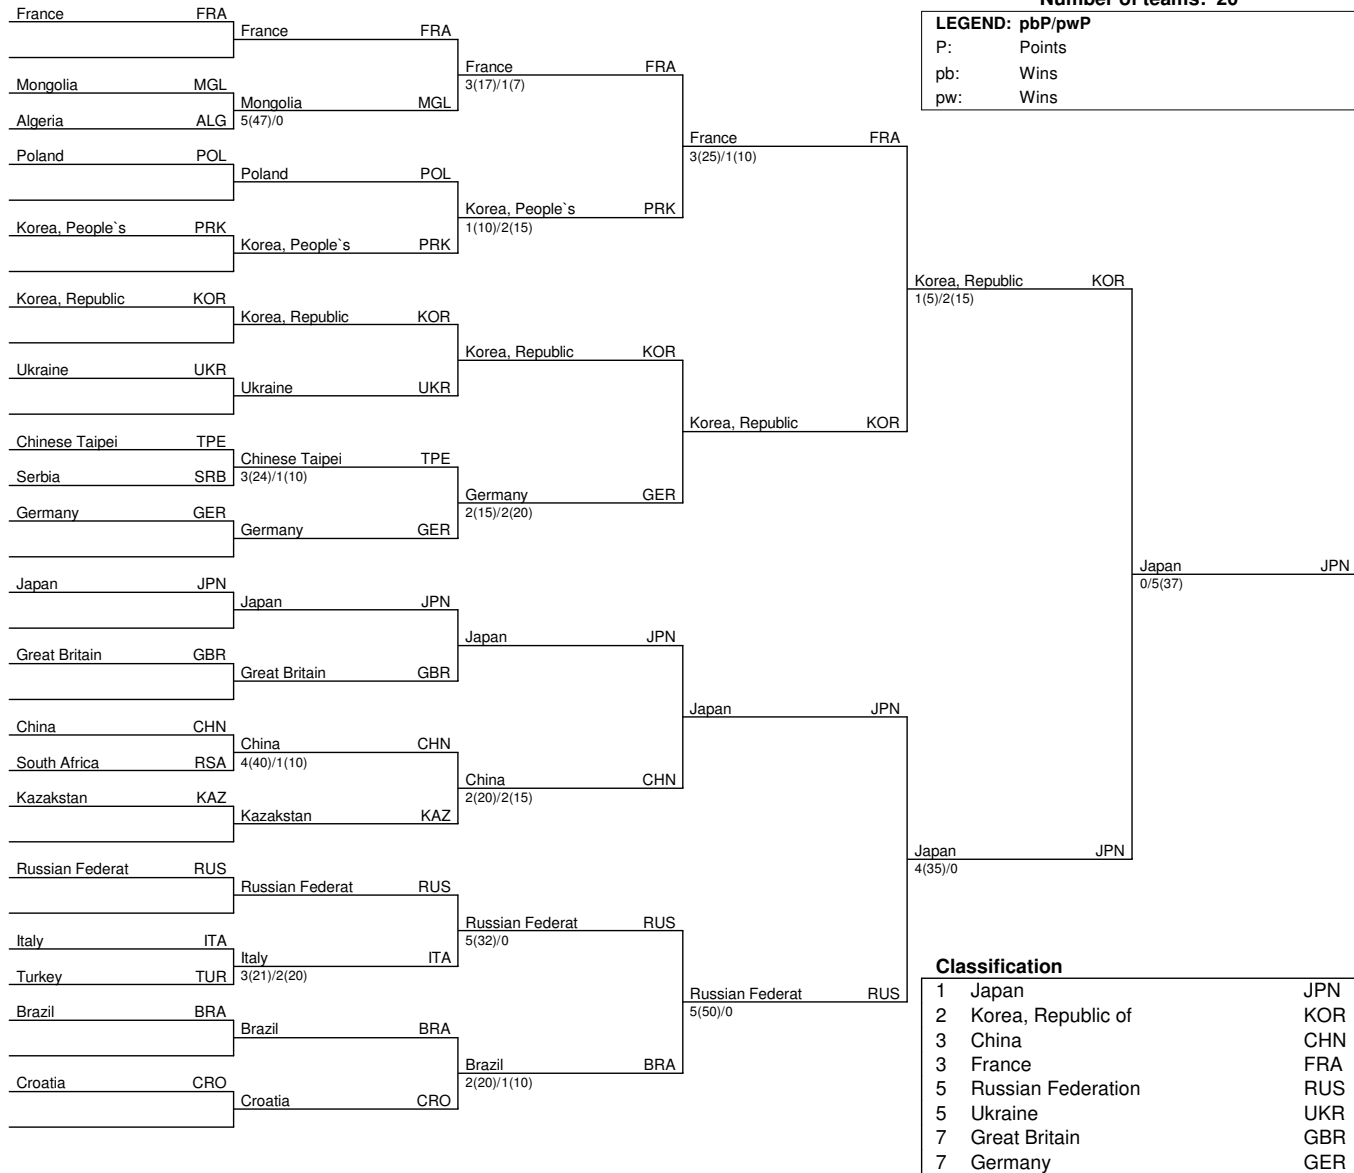 Number of teams: 20
LEGEND: pbP/pwP
P: Points
pb: Wins
pw: Wins
France FRA
Mongolia MGL
Algeria ALG
Poland POL
Korea, People`s PRK
Korea, Republic KOR
Ukraine UKR
Chinese Taipei TPE
Serbia SRB
Germany GER
Japan JPN
Great Britain GBR
China CHN
South Africa RSA
Kazakstan KAZ
Russian Federat RUS
Italy ITA
Turkey TUR
Brazil BRA
Croatia CRO
France FRA
Mongolia MGL
5(47)/0
Poland POL
Korea, People`s PRK
Korea, Republic KOR
Ukraine UKR
Chinese Taipei TPE
3(24)/1(10)
Germany GER
Japan JPN
Great Britain GBR
China CHN
4(40)/1(10)
Kazakstan KAZ
Russian Federat RUS
Italy ITA
3(21)/2(20)
Brazil BRA
Croatia CRO
France FRA
3(17)/1(7)
Korea, People`s PRK
1(10)/2(15)
Korea, Republic KOR
Germany GER
2(15)/2(20)
Japan JPN
China CHN
2(20)/2(15)
Russian Federat RUS
5(32)/0
Brazil BRA
2(20)/1(10)
France FRA
3(25)/1(10)
Korea, Republic KOR
Japan JPN
Russian Federat RUS
5(50)/0
Korea, Republic KOR
1(5)/2(15)
Japan JPN
4(35)/0
Japan JPN
0/5(37)
Classification
1 Japan JPN
2 Korea, Republic of KOR
3 China CHN
3 France FRA
5 Russian Federation RUS
5 Ukraine UKR
7 Great Britain GBR
7 Germany GER